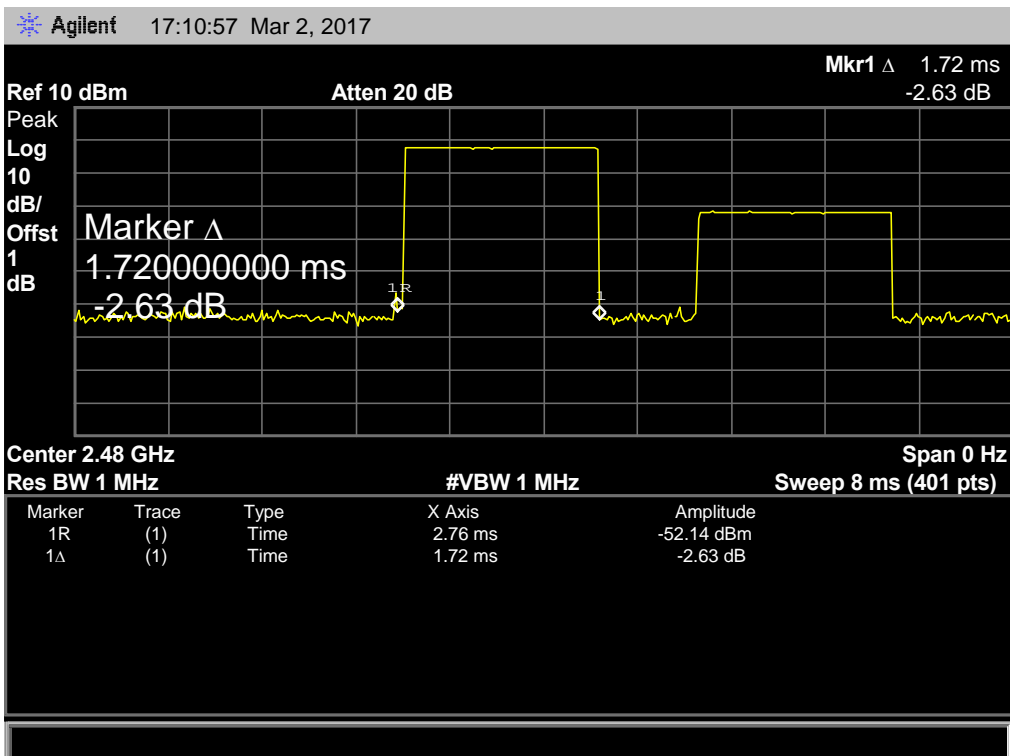 Agilent 17:10:57 Mar 2, 2017
Mkr1 Δ 1.72 ms
Ref 10 dBm Atten 20 dB -2.63 dB
Peak
Log
10
dB/
Offst
1
dB
Marker Δ
1.720000000 ms
-2.63 dB
1R
1
Center 2.48 GHz Span 0 Hz
Res BW 1 MHz #VBW 1 MHz Sweep 8 ms (401 pts)
Marker Trace Type X Axis Amplitude
1R (1) Time 2.76 ms -52.14 dBm
1Δ (1) Time 1.72 ms -2.63 dB